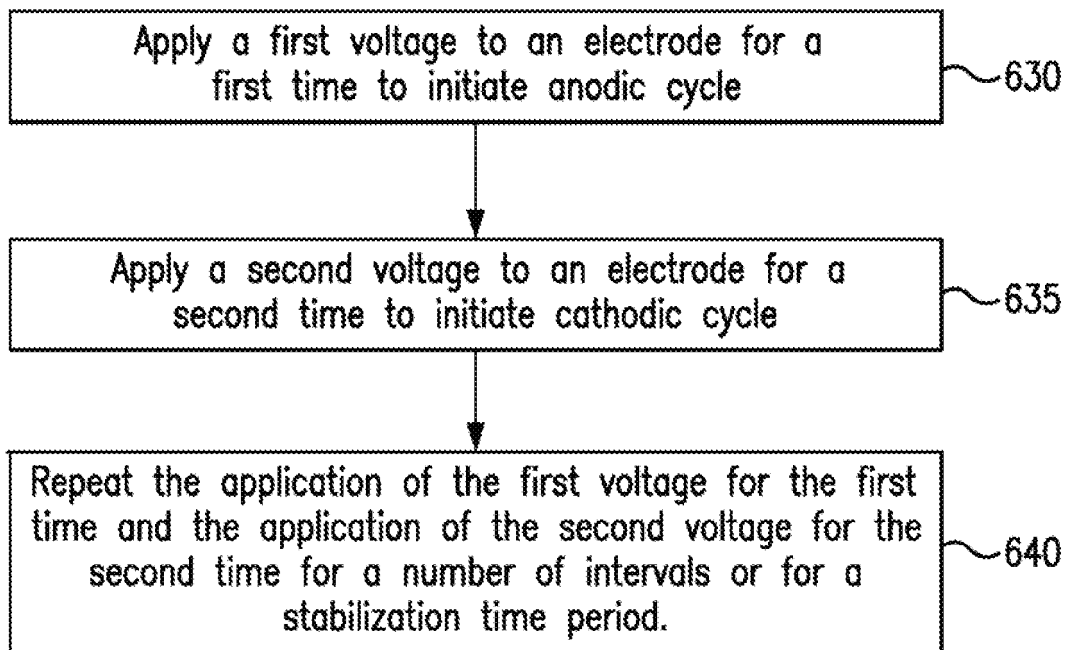 Apply a first voltage to an electrode for a
first time to initiate anodic cycle
630
Apply a second voltage to an electrode for a
second time to initiate cathodic cycle
635
Repeat the application of the first voltage for the first
time and the application of the second voltage for the
second time for a number of intervals or for a
stabilization time period.
640